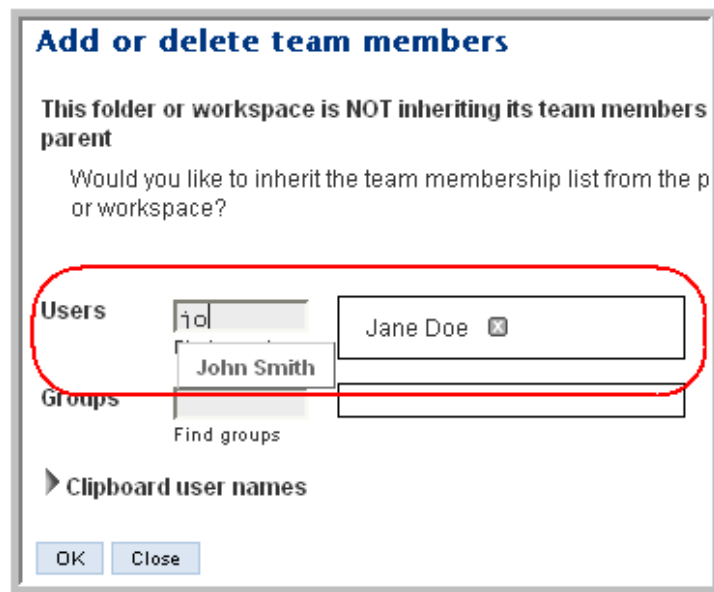 Add or delete team members
This folder or workspace is NOT inheriting its team members
parent
Would you like to inherit the team membership list from the p
or workspace?
Users jo Jane Doe
John Smith
Groups
Find groups
Clipboard user names
OK Close